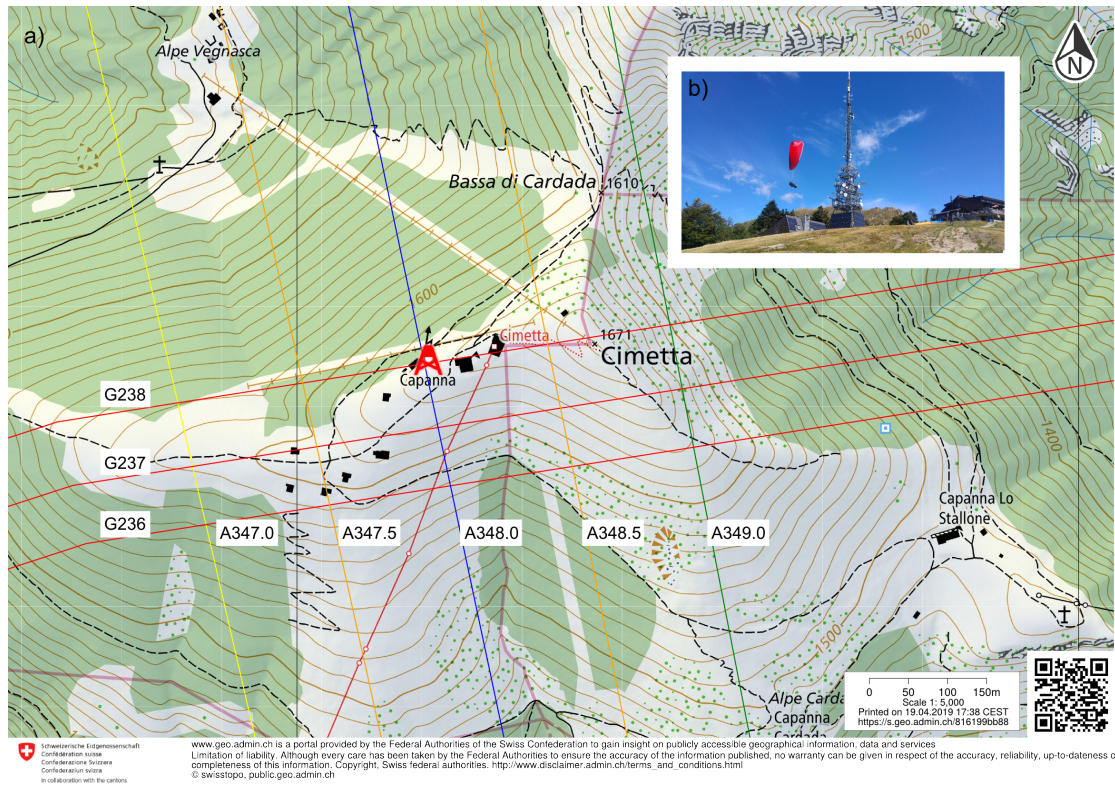 a)
Alpe Vegnasca
1500
N
b)
Bassa di Cardada
1610
600
Cimetta
1671
Cimetta
Capanna
G238
G237
G236
A347.0
A347.5
A348.0
A348.5
A349.0
1400
Capanna Lo
Stallone
1500
Alpe Carda
Capanna
Cardada
0 50 100 150m
Scale 1: 5,000
Printed on 19.04.2019 17:38 CEST
https://s.geo.admin.ch/816199bb88
Schweizerische Eidgenossenschaft
Confédération suisse
Confederazione Svizzera
Confederaziun svizra
In collaboration with the cantons
www.geo.admin.ch is a portal provided by the Federal Authorities of the Swiss Confederation to gain insight on publicly accessible geographical information, data and services
Limitation of liability. Although every care has been taken by the Federal Authorities to ensure the accuracy of the information published, no warranty can be given in respect of the accuracy, reliability, up-to-dateness o
completeness of this information. Copyright, Swiss federal authorities. http://www.disclaimer.admin.ch/terms_and_conditions.html
© swisstopo, public.geo.admin.ch